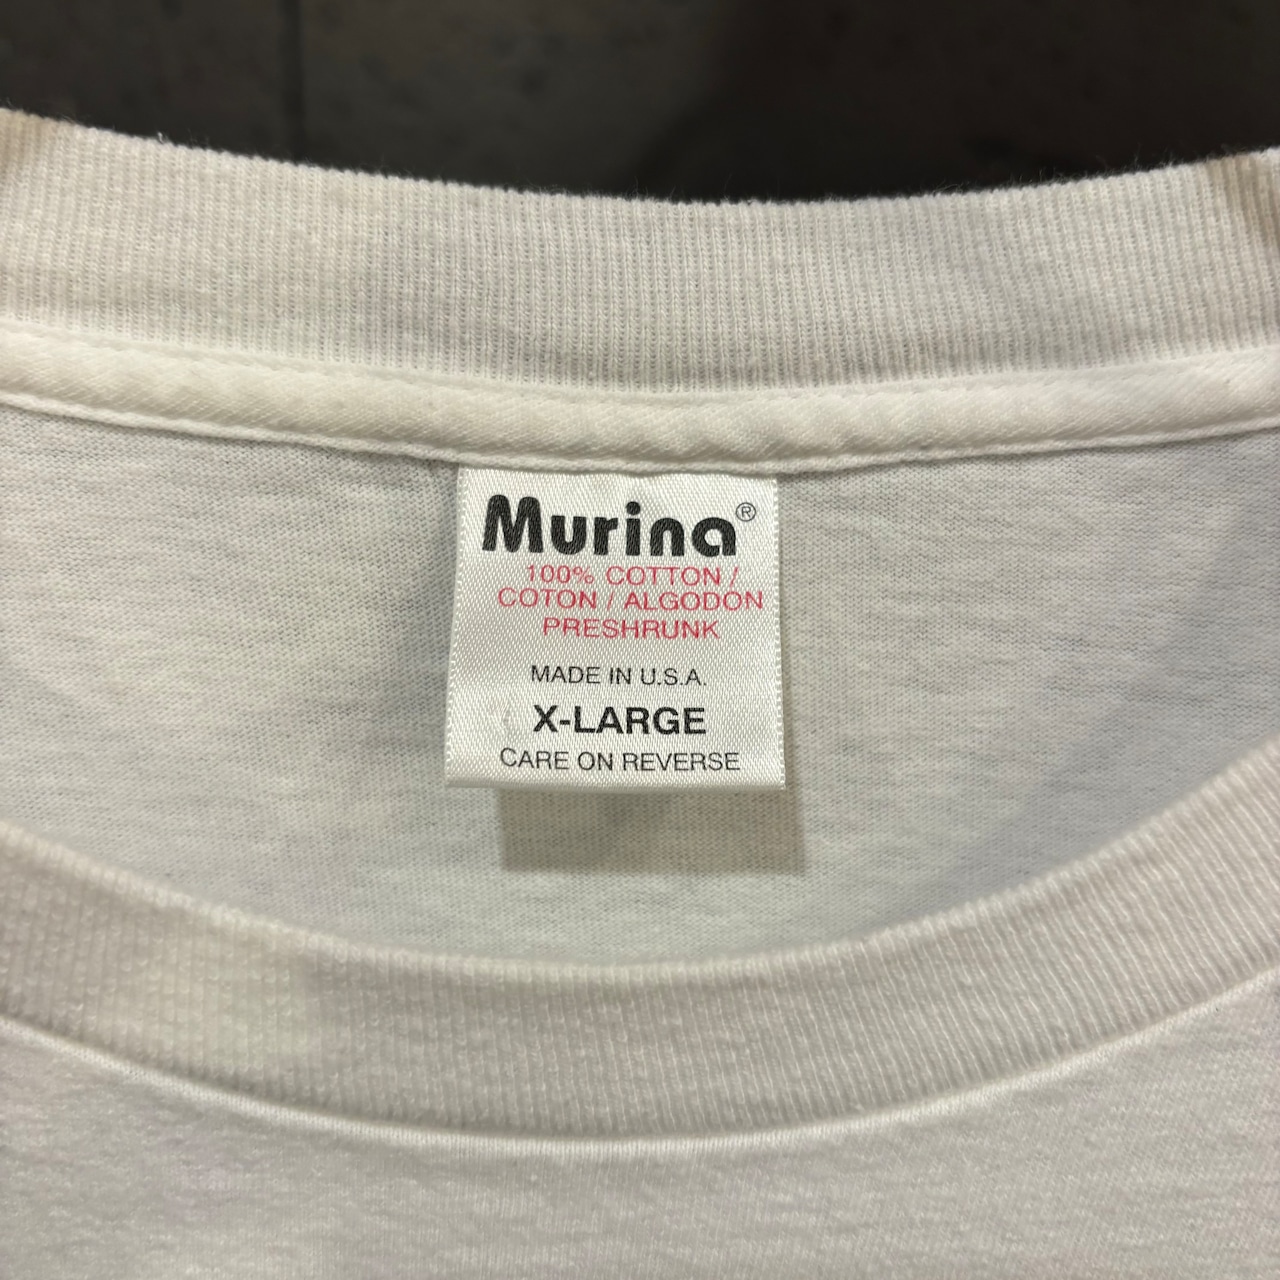 Murina®
100% COTTON /
COTON / ALGODON
PRESHRUNK
MADE IN U.S.A.
X-LARGE
CARE ON REVERSE